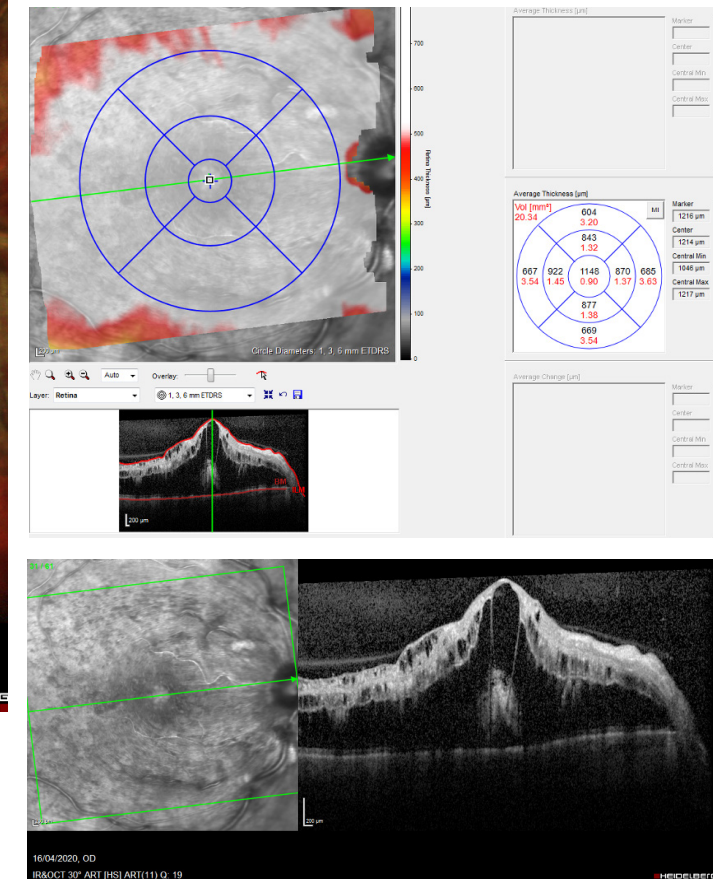 700
600
500
400
300
200
100
0
Retina Thickness [µm]
200 µm
Circle Diameters: 1, 3, 6 mm ETDRS
Auto
Overlay:
Layer: Retina
1, 3, 6 mm ETDRS
200 µm
ILM
BM
Average Thickness [µm]
Marker
Center
Central Min
Central Max
Average Thickness [µm]
Vol [mm³]
20.34
MI
604
3.20
843
1.32
667
3.54
922
1.45
1148
0.90
870
1.37
685
3.63
877
1.38
669
3.54
Marker
1216 µm
Center
1214 µm
Central Min
1046 µm
Central Max
1217 µm
Average Change [µm]
Marker
Center
Central Min
Central Max
200 µm
200 µm
16/04/2020, OD
IR&OCT 30° ART [HS] ART(11) Q: 19
HEIDELBERG